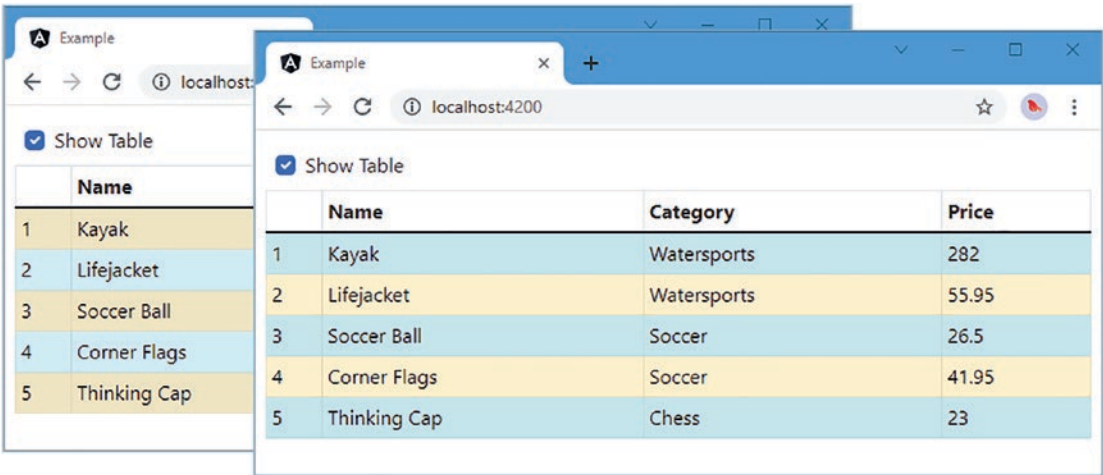 Example
localhost:
Show Table
Name
1 Kayak
2 Lifejacket
3 Soccer Ball
4 Corner Flags
5 Thinking Cap
Example
localhost:4200
Show Table
Name Category Price
1 Kayak Watersports 282
2 Lifejacket Watersports 55.95
3 Soccer Ball Soccer 26.5
4 Corner Flags Soccer 41.95
5 Thinking Cap Chess 23